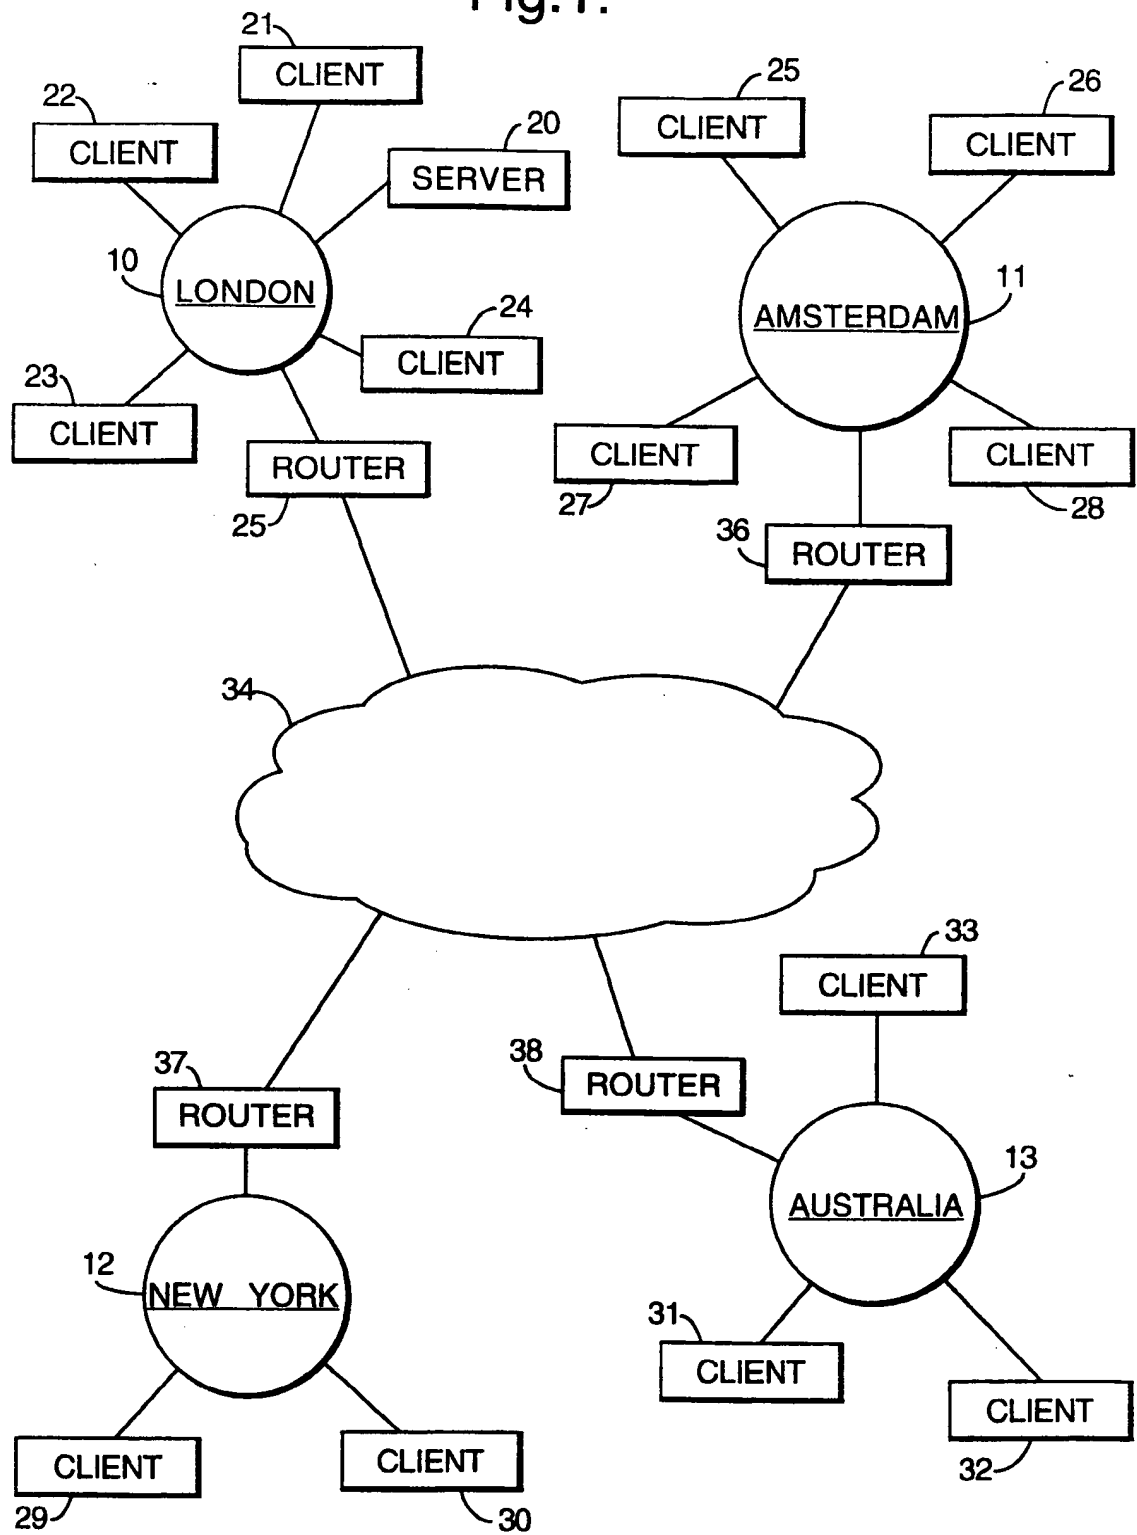 Fig.1.
21
CLIENT
22
CLIENT
20
SERVER
10
LONDON
24
CLIENT
23
CLIENT
ROUTER
25
25
CLIENT
26
CLIENT
11
AMSTERDAM
CLIENT
27
CLIENT
28
36
ROUTER
34
37
ROUTER
12
NEW YORK
CLIENT
29
CLIENT
30
33
CLIENT
38
ROUTER
13
AUSTRALIA
31
CLIENT
CLIENT
32